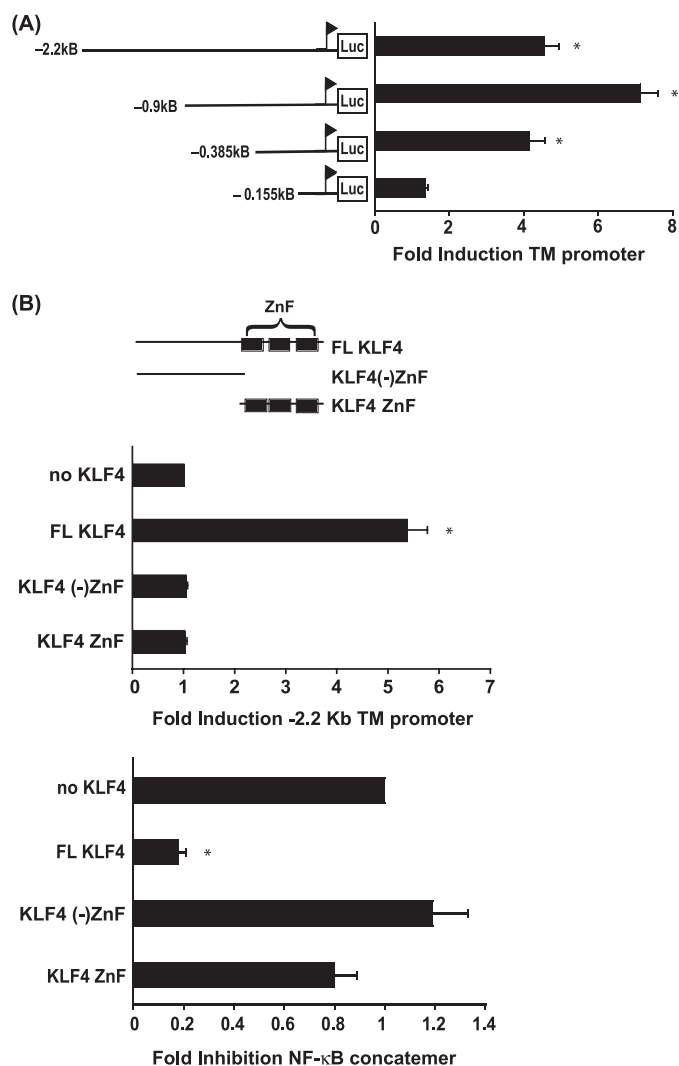 (A)
–2.2kB
Luc
–0.9kB
Luc
–0.385kB
Luc
– 0.155kB
Luc
*
*
*
0 2 4 6 8
Fold Induction TM promoter
(B)
ZnF
FL KLF4
KLF4(-)ZnF
KLF4 ZnF
no KLF4
FL KLF4
*
KLF4 (-)ZnF
KLF4 ZnF
0 1 2 3 4 5 6 7
Fold Induction -2.2 Kb TM promoter
no KLF4
FL KLF4
*
KLF4 (-)ZnF
KLF4 ZnF
0 0.2 0.4 0.6 0.8 1 1.2 1.4
Fold Inhibition NF-κB concatemer